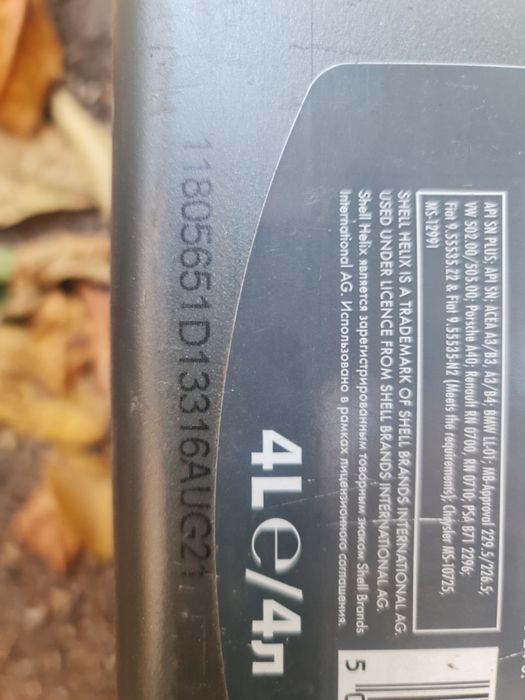 API SN PLUS, API SN; ACEA A3/B3, A3/B4; BMW LL-01; MB-Approval 229.5/226.5;
VW 502.00/505.00; Porsche A40; Renault RN 0700, RN 0710; PSA B71 2296;
Fiat 9.55535-Z2 & Fiat 9.55535-N2 (Meets the requirements); Chrysler MS-10725,
MS-12991
SHELL HELIX IS A TRADEMARK OF SHELL BRANDS INTERNATIONAL AG.
USED UNDER LICENCE FROM SHELL BRANDS INTERNATIONAL AG.
Shell Helix является зарегистрированным товарным знаком Shell Brands
International AG. Использовано в рамках лицензионного соглашения.
4L e/4л
11805651D13316AUG21
5